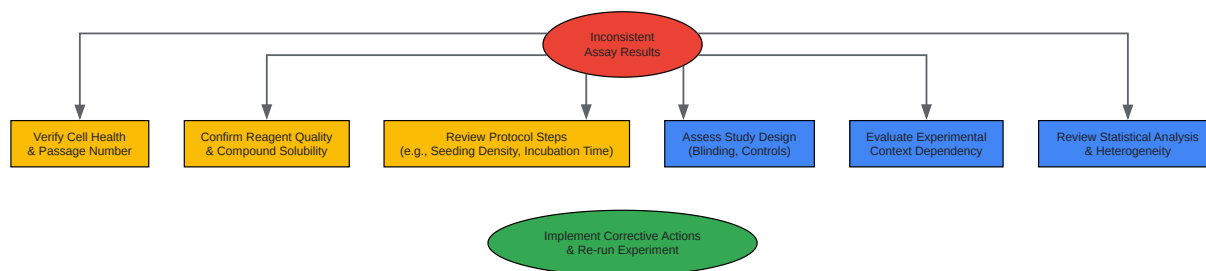 Inconsistent
Assay Results
Verify Cell Health
& Passage Number
Confirm Reagent Quality
& Compound Solubility
Review Protocol Steps
(e.g., Seeding Density, Incubation Time)
Assess Study Design
(Blinding, Controls)
Evaluate Experimental
Context Dependency
Review Statistical Analysis
& Heterogeneity
Implement Corrective Actions
& Re-run Experiment